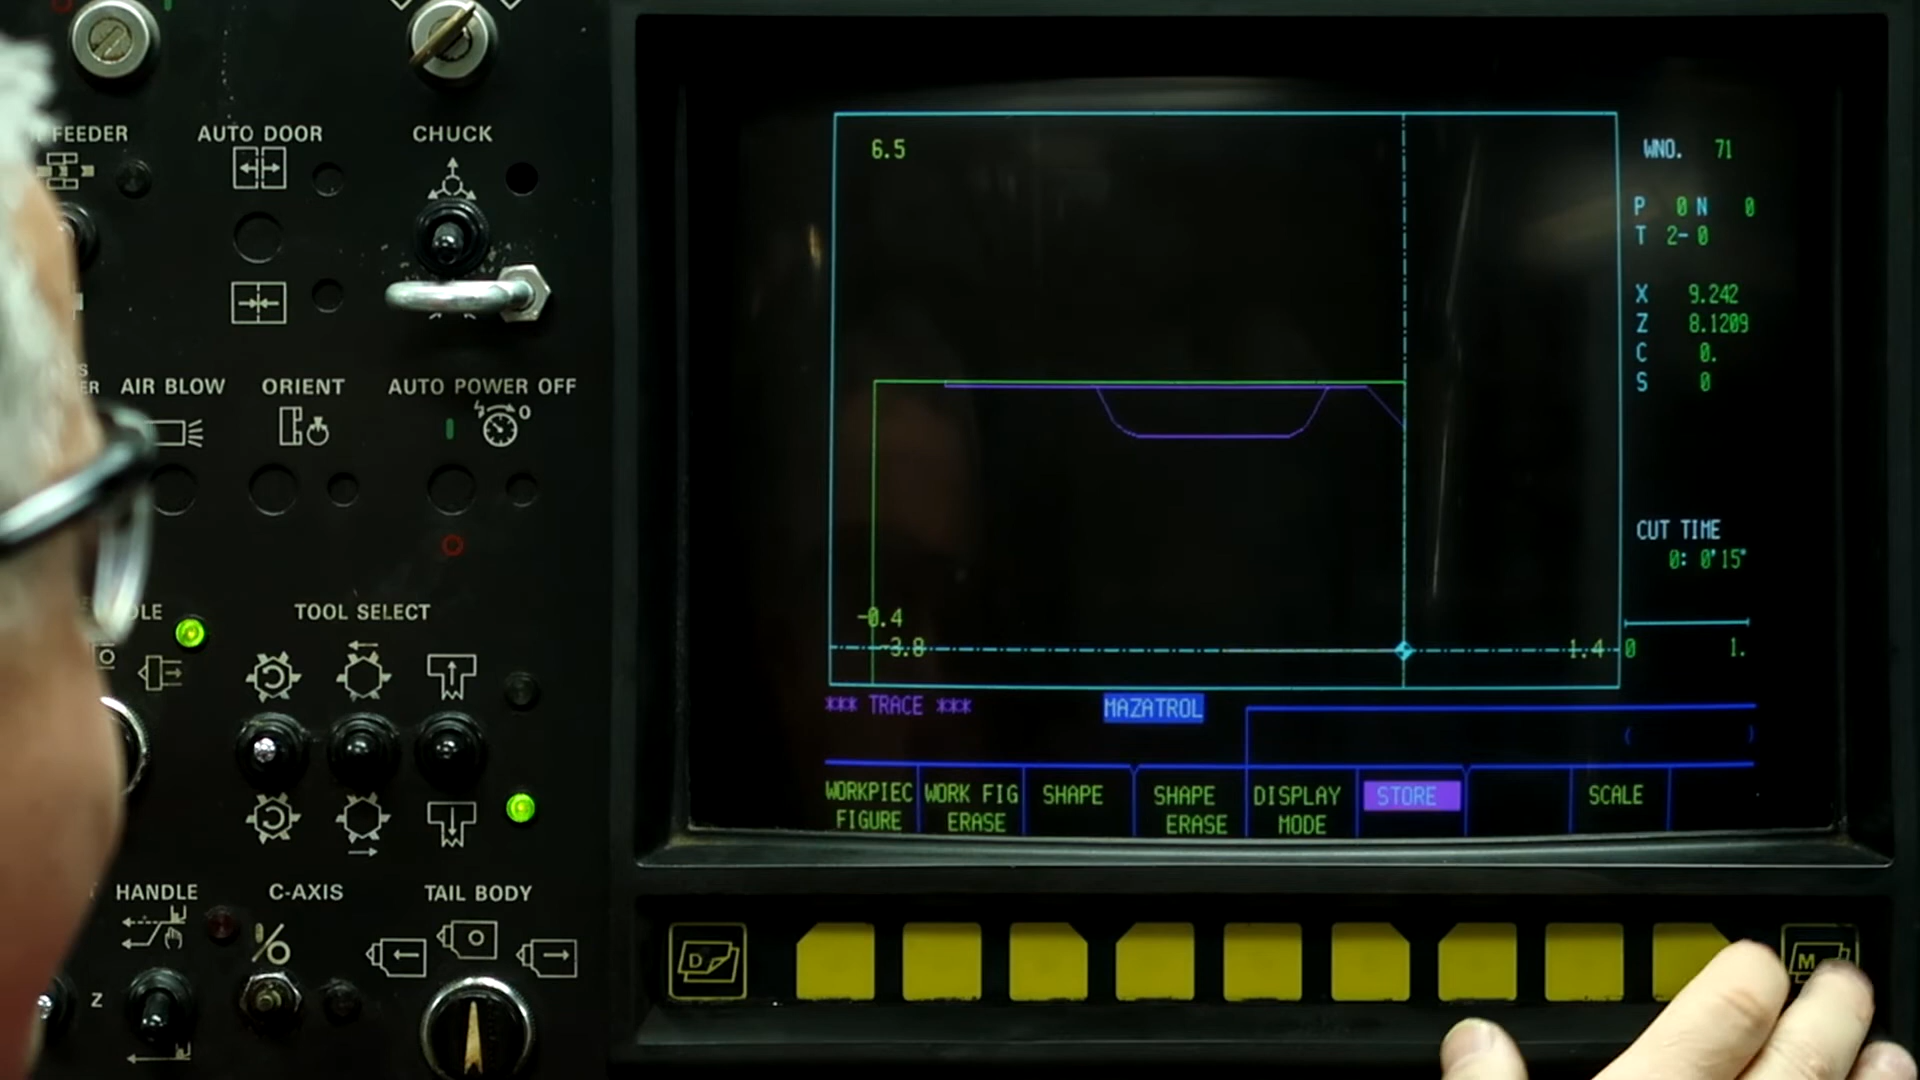 FEEDER
AUTO DOOR
CHUCK
AIR BLOW
ORIENT
AUTO POWER OFF
TOOL SELECT
HANDLE
C-AXIS
TAIL BODY
Z
6.5
-0.4
-3.8
1.4
WNO. 71
P 0 N 0
T 2- 0
X 9.242
Z 8.1209
C 0.
S 0
CUT TIME
0: 0'15"
0 1.
*** TRACE ***
MAZATROL
( )
WORKPIEC FIGURE
WORK FIG ERASE
SHAPE
SHAPE ERASE
DISPLAY MODE
STORE
SCALE
D
M